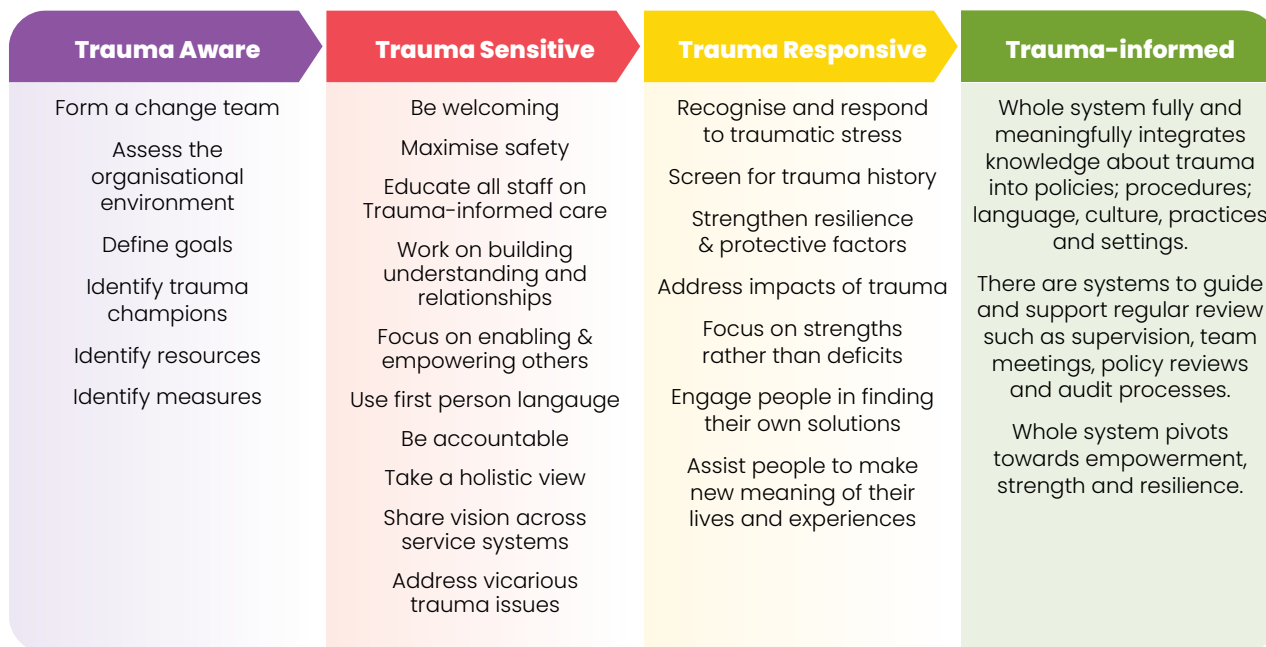 Trauma Aware
Form a change team
Assess the
organisational
environment
Define goals
Identify trauma
champions
Identify resources
Identify measures
Trauma Sensitive
Be welcoming
Maximise safety
Educate all staff on
Trauma-informed care
Work on building
understanding and
relationships
Focus on enabling &
empowering others
Use first person langauge
Be accountable
Take a holistic view
Share vision across
service systems
Address vicarious
trauma issues
Trauma Responsive
Recognise and respond
to traumatic stress
Screen for trauma history
Strengthen resilience
& protective factors
Address impacts of trauma
Focus on strengths
rather than deficits
Engage people in finding
their own solutions
Assist people to make
new meaning of their
lives and experiences
Trauma-informed
Whole system fully and
meaningfully integrates
knowledge about trauma
into policies; procedures;
language, culture, practices
and settings.
There are systems to guide
and support regular review
such as supervision, team
meetings, policy reviews
and audit processes.
Whole system pivots
towards empowerment,
strength and resilience.